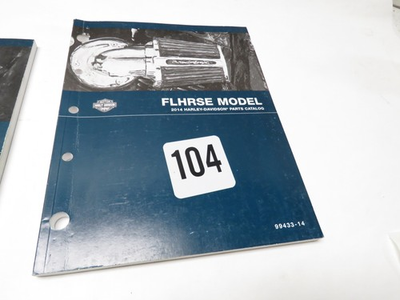 FLHRSE MODEL
2014 HARLEY-DAVIDSON® PARTS CATALOG
104
99433-14